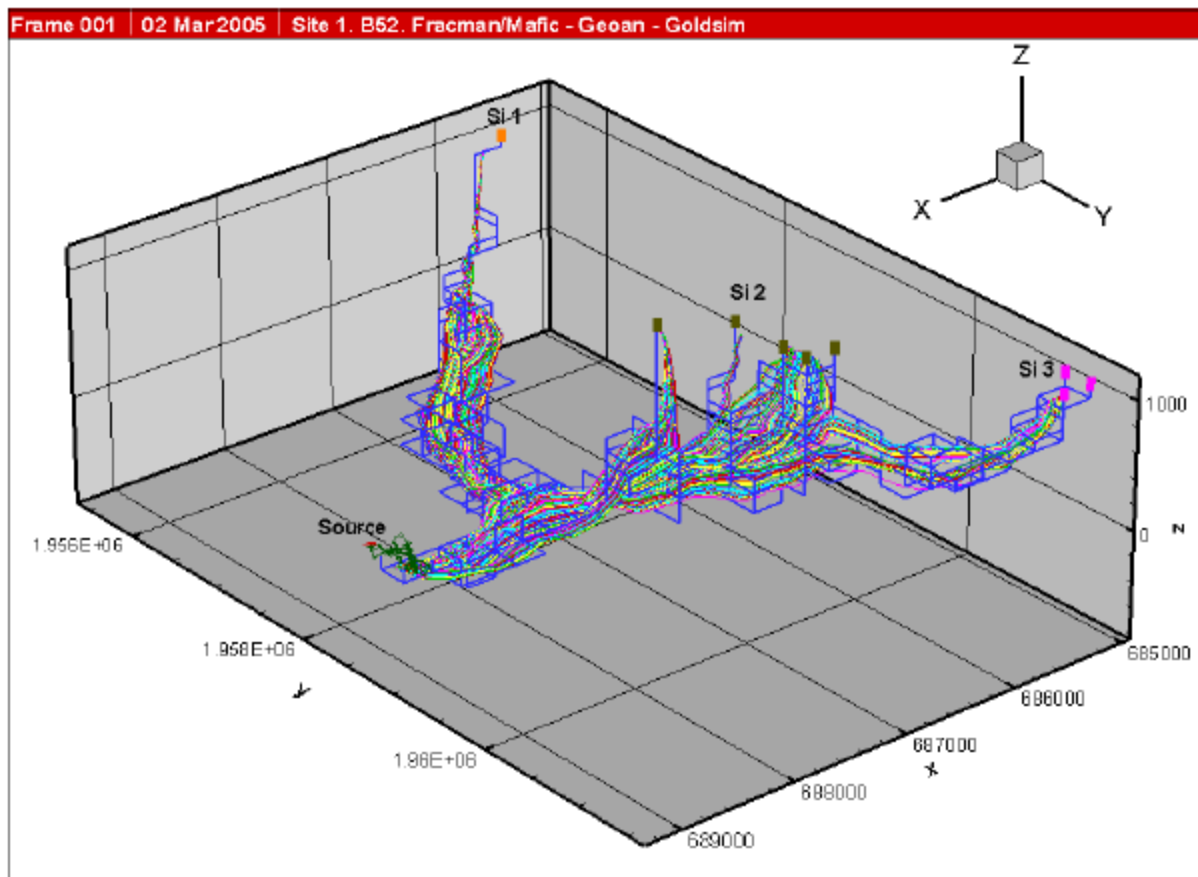 Frame 001 | 02 Mar 2005 | Site 1. B52. Fracman/Mafic - Geoan - Goldsim
Z
X
Y
Si 1
Si 2
Si 3
Source
1000
0
z
1.956E+06
1.958E+06
1.96E+06
y
685000
686000
687000
688000
689000
x